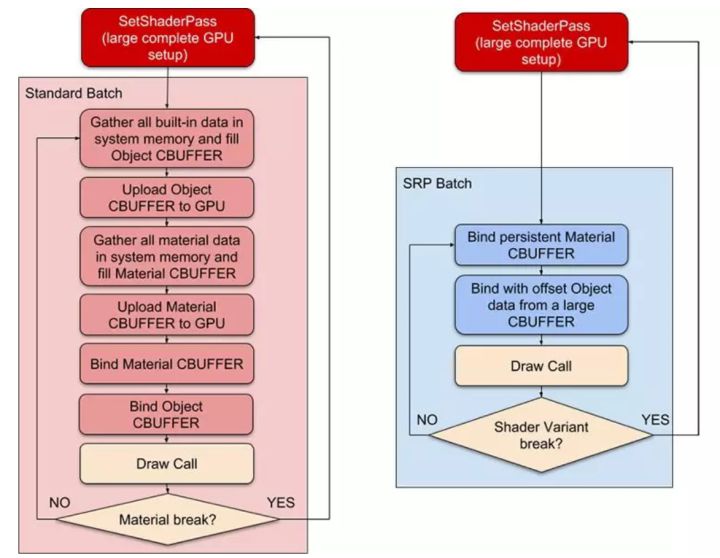 SetShaderPass
(large complete GPU
setup)
Standard Batch
Gather all built-in data in
system memory and fill
Object CBUFFER
Upload Object
CBUFFER to GPU
Gather all material data
in system memory and
fill Material CBUFFER
Upload Material
CBUFFER to GPU
Bind Material CBUFFER
Bind Object
CBUFFER
Draw Call
NO
YES
Material break?
SetShaderPass
(large complete GPU
setup)
SRP Batch
Bind persistent Material
CBUFFER
Bind with offset Object
data from a large
CBUFFER
Draw Call
NO
YES
Shader Variant
break?